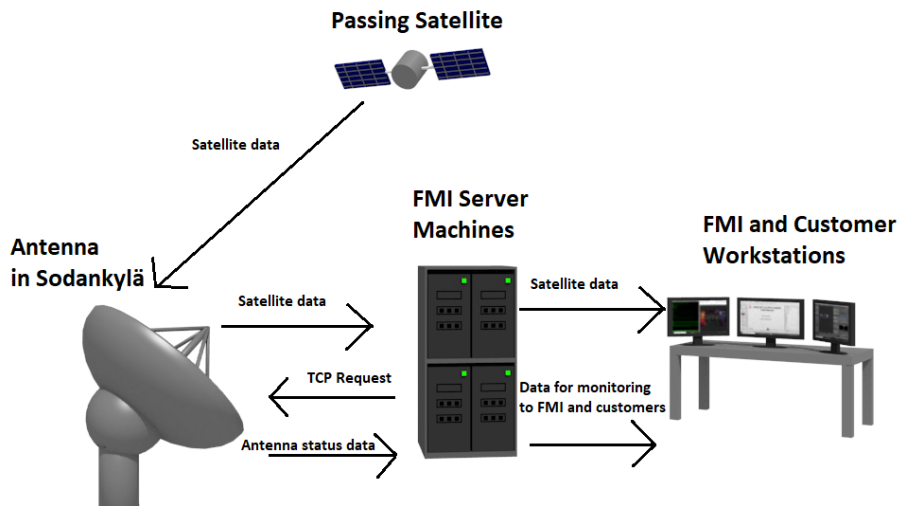 Passing Satellite
Satellite data
FMI Server
Machines
FMI and Customer
Workstations
Antenna
in Sodankylä
Satellite data
Satellite data
TCP Request
Data for monitoring
to FMI and customers
Antenna status data